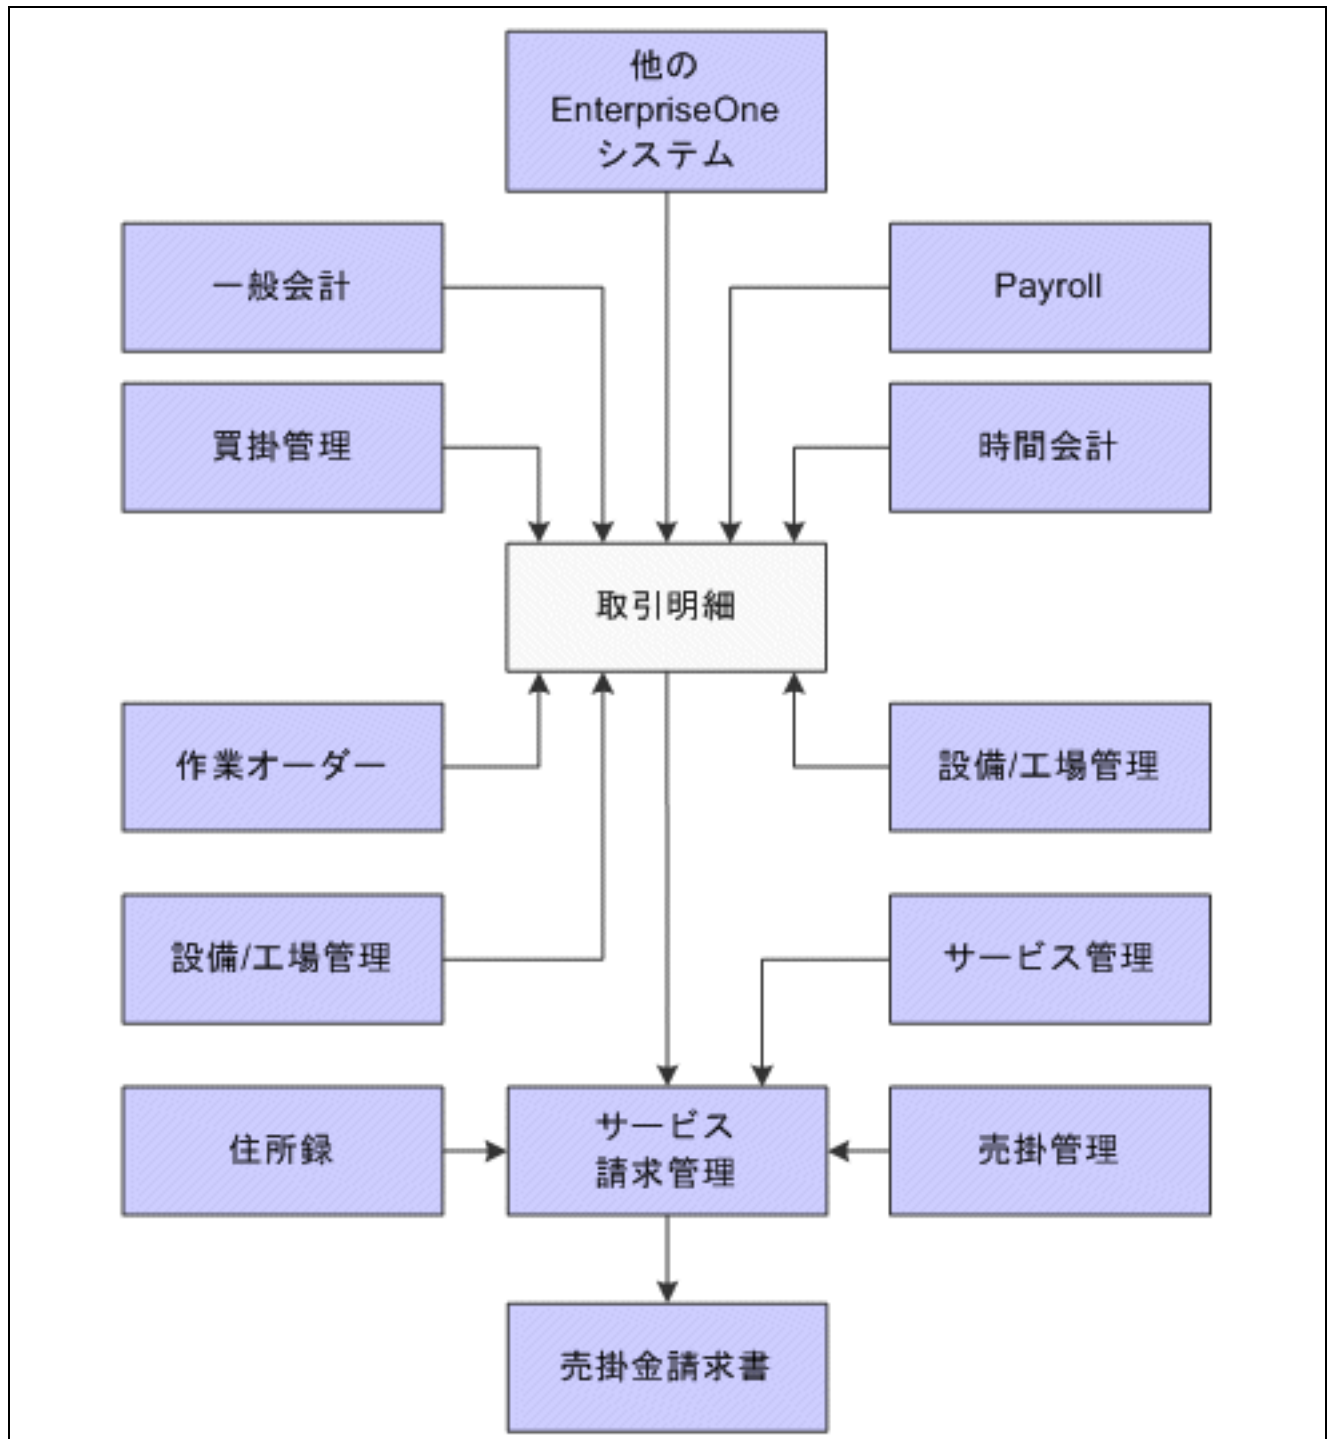 他の
EnterpriseOne
システム
一般会計
Payroll
買掛管理
時間会計
取引明細
作業オーダー
設備/工場管理
設備/工場管理
サービス管理
住所録
サービス
請求管理
売掛管理
売掛金請求書